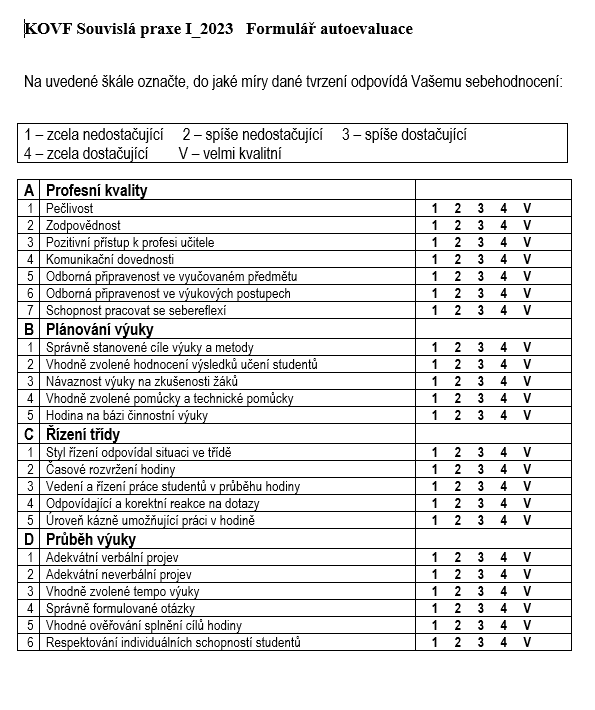 KOVF Souvislá praxe I_2023 Formulář autoevaluace
Na uvedené škále označte, do jaké míry dané tvrzení odpovídá Vašemu sebehodnocení:
1 – zcela nedostačující 2 – spíše nedostačující 3 – spíše dostačující
4 – zcela dostačující V – velmi kvalitní
A Profesní kvality
1 Pečlivost 1 2 3 4 V
2 Zodpovědnost 1 2 3 4 V
3 Pozitivní přístup k profesi učitele 1 2 3 4 V
4 Komunikační dovednosti 1 2 3 4 V
5 Odborná připravenost ve vyučovaném předmětu 1 2 3 4 V
6 Odborná připravenost ve výukových postupech 1 2 3 4 V
7 Schopnost pracovat se sebereflexí 1 2 3 4 V
B Plánování výuky
1 Správně stanovené cíle výuky a metody 1 2 3 4 V
2 Vhodně zvolené hodnocení výsledků učení studentů 1 2 3 4 V
3 Návaznost výuky na zkušenosti žáků 1 2 3 4 V
4 Vhodně zvolené pomůcky a technické pomůcky 1 2 3 4 V
5 Hodina na bázi činnostní výuky 1 2 3 4 V
C Řízení třídy
1 Styl řízení odpovídal situaci ve třídě 1 2 3 4 V
2 Časové rozvržení hodiny 1 2 3 4 V
3 Vedení a řízení práce studentů v průběhu hodiny 1 2 3 4 V
4 Odpovídající a korektní reakce na dotazy 1 2 3 4 V
5 Úroveň kázně umožňující práci v hodině 1 2 3 4 V
D Průběh výuky
1 Adekvátní verbální projev 1 2 3 4 V
2 Adekvátní neverbální projev 1 2 3 4 V
3 Vhodně zvolené tempo výuky 1 2 3 4 V
4 Správně formulované otázky 1 2 3 4 V
5 Vhodné ověřování splnění cílů hodiny 1 2 3 4 V
6 Respektování individuálních schopností studentů 1 2 3 4 V